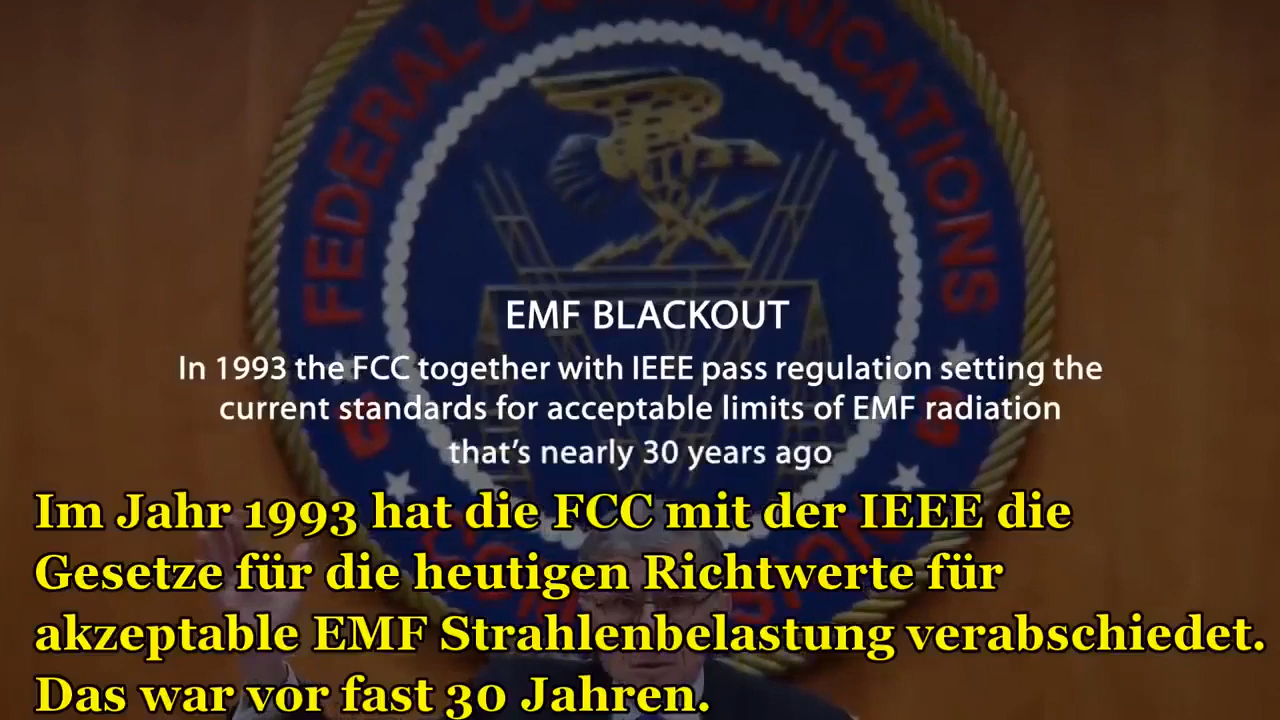 FEDERAL COMMUNICATIONS
EMF BLACKOUT
In 1993 the FCC together with IEEE pass regulation setting the
current standards for acceptable limits of EMF radiation
that's nearly 30 years ago
Im Jahr 1993 hat die FCC mit der IEEE die
Gesetze für die heutigen Richtwerte für
akzeptable EMF Strahlenbelastung verabschiedet.
Das war vor fast 30 Jahren.